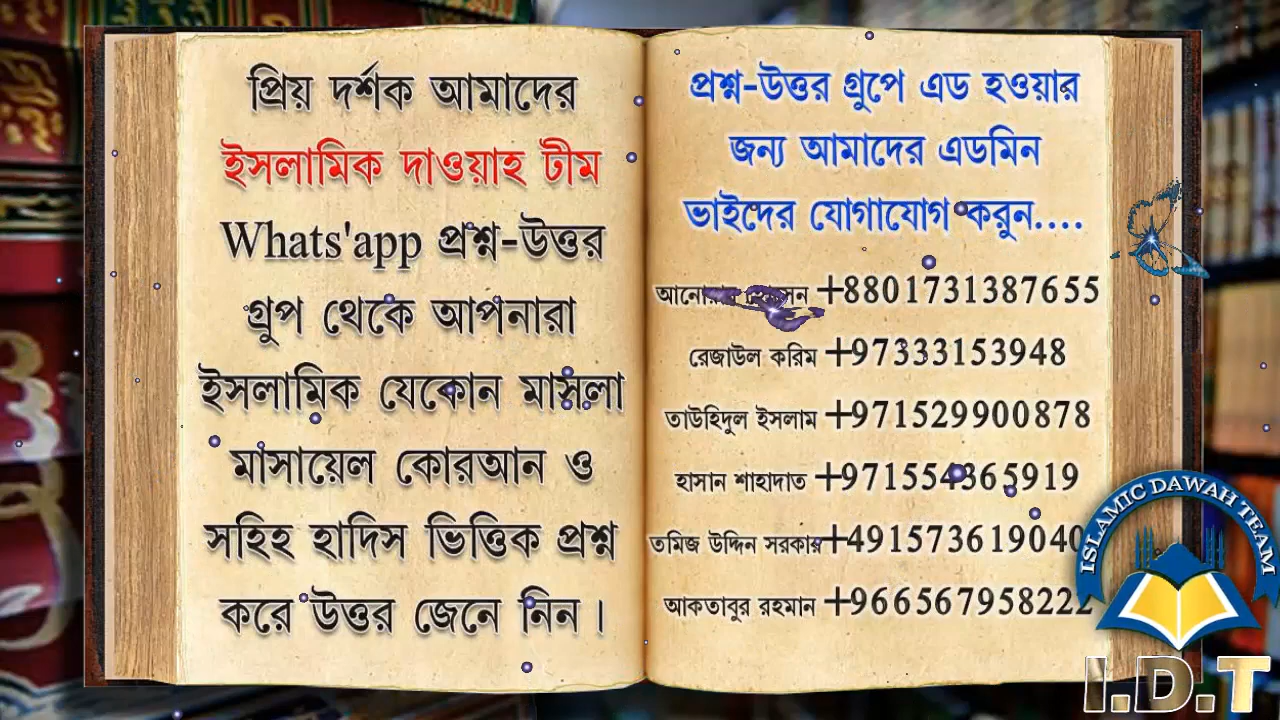 প্রিয় দর্শক আমাদের
ইসলামিক দাওয়াহ টীম
Whats'app প্রশ্ন-উত্তর
গ্রুপ থেকে আপনারা
ইসলামিক যেকোন মাসলা
মাসায়েল কোরআন ও
সহিহ হাদিস ভিত্তিক প্রশ্ন
করে উত্তর জেনে নিন।
প্রশ্ন-উত্তর গ্রুপে এড হওয়ার
জন্য আমাদের এডমিন
ভাইদের যোগাযোগ করুন....
+8801731387655
রেজাউল করিম +97333153948
তাউহিদুল ইসলাম +971529900878
হাসান শাহাদাত +971554365919
তমিজ উদ্দিন সরকার
আকতাবুর রহমান +966567958222
ISLAMIC DAWAH TEAM
I.D.T